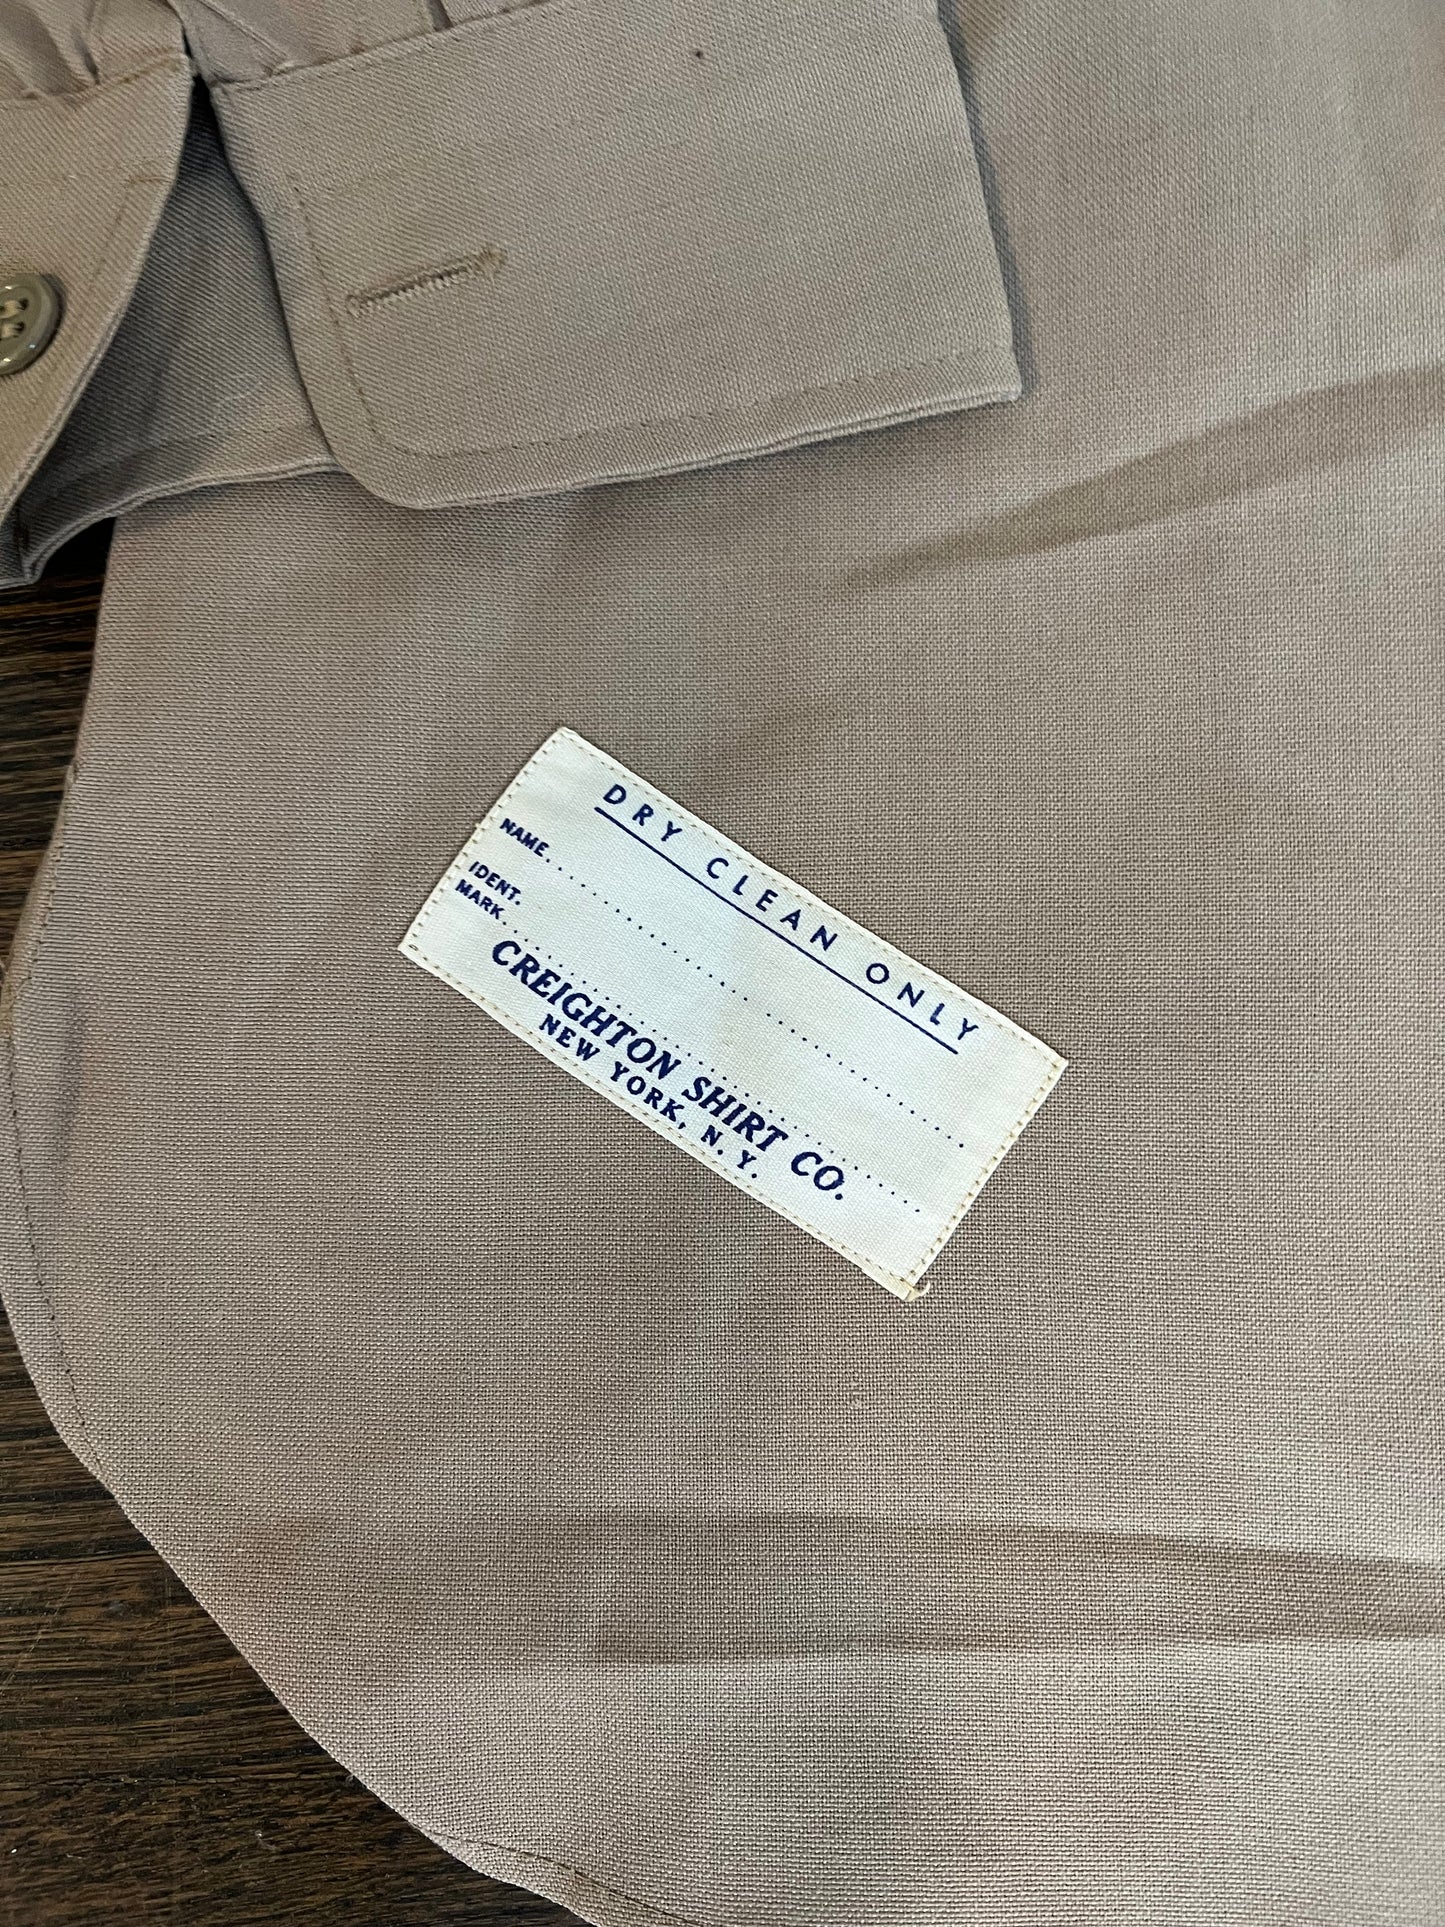 DRY CLEAN ONLY
NAME..............................
IDENT.
MARK..............................
CREIGHTON SHIRT CO.
NEW YORK, N. Y.